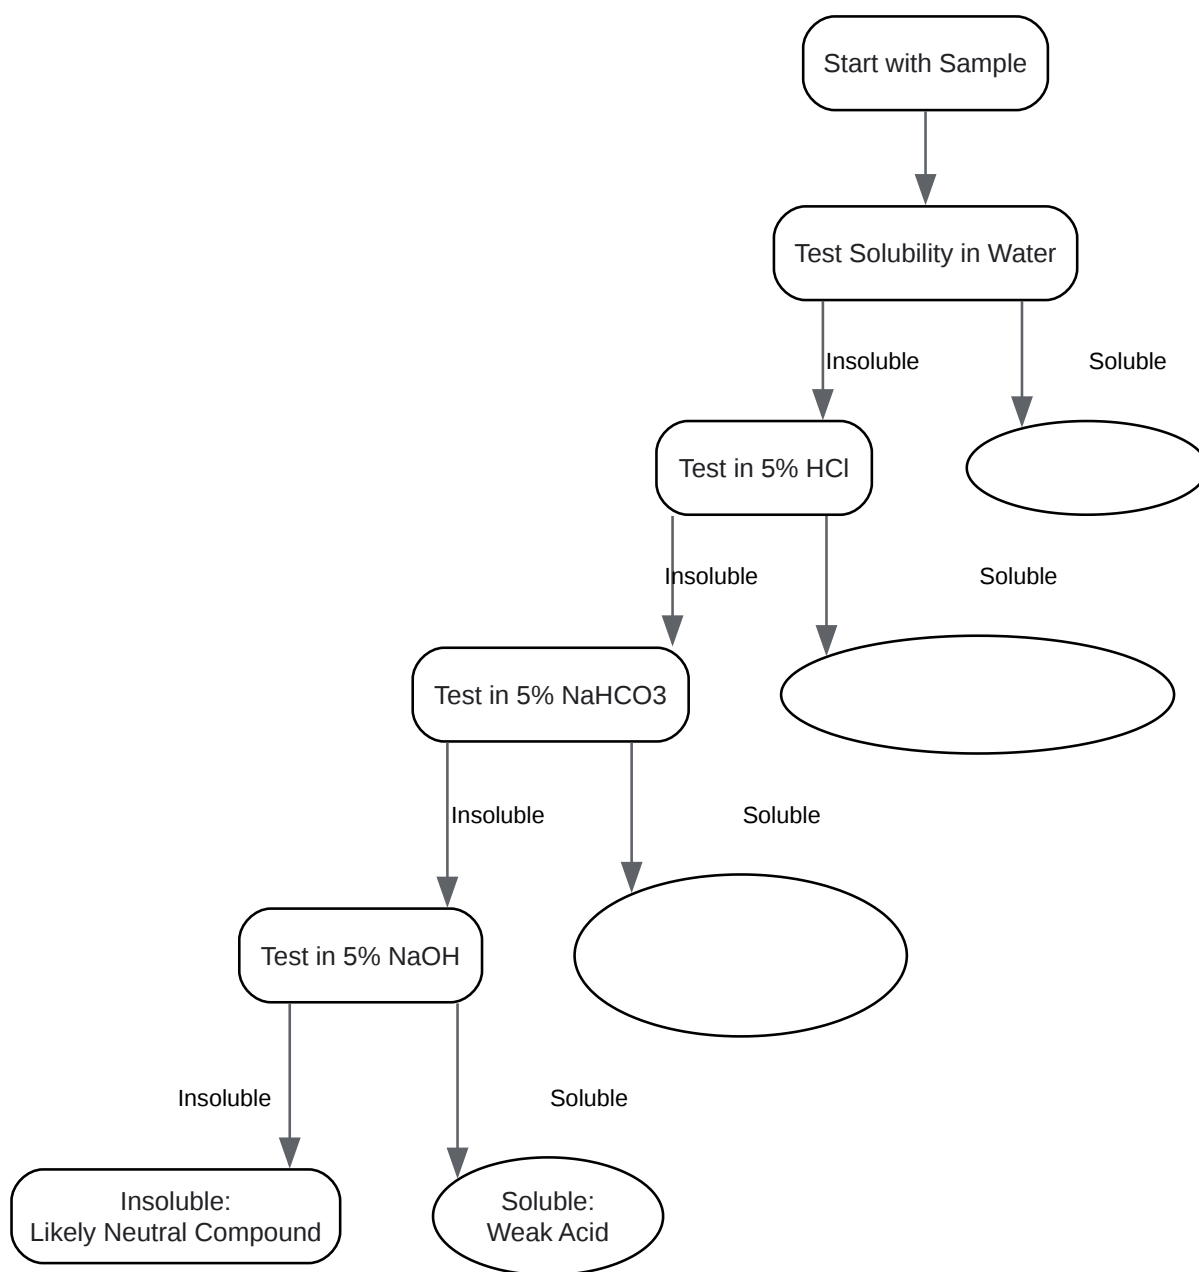 Start with Sample
Test Solubility in Water
Insoluble
Soluble
Test in 5% HCl
Insoluble
Soluble
Test in 5% NaHCO3
Insoluble
Soluble
Test in 5% NaOH
Insoluble
Soluble
Insoluble:
Likely Neutral Compound
Soluble:
Weak Acid